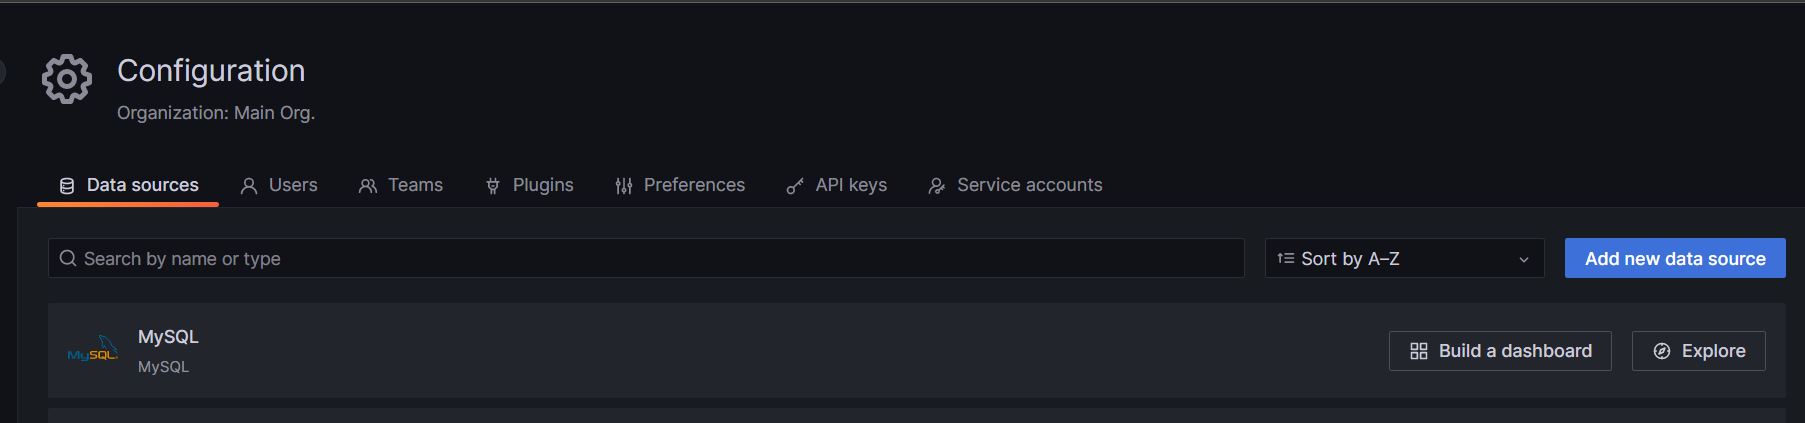 Configuration
Organization: Main Org.
Data sources Users Teams Plugins Preferences API keys Service accounts
Search by name or type Sort by A–Z Add new data source
MySQL
MySQL Build a dashboard Explore
MySQL